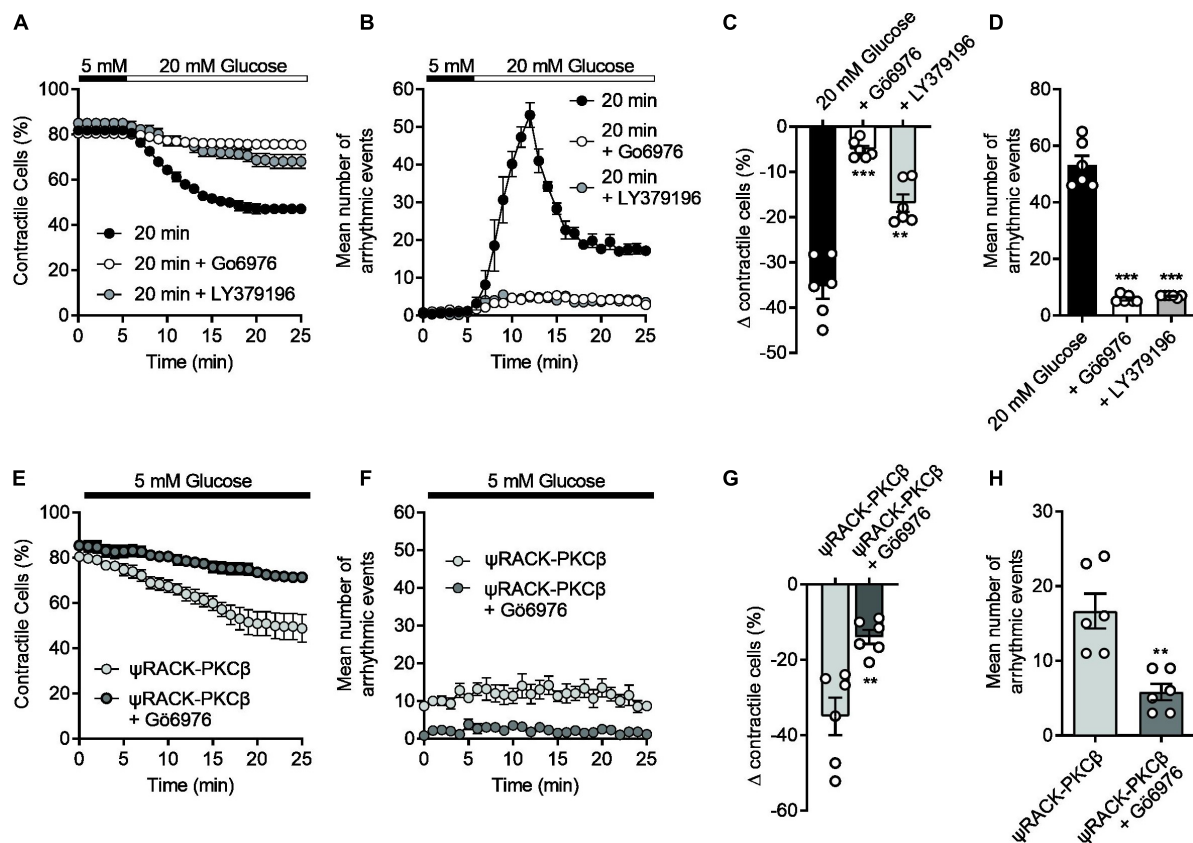 A
5 mM 20 mM Glucose
Contractile Cells (%)
100
80
60
40
20
0
20 min
20 min + Go6976
20 min + LY379196
0 5 10 15 20 25
Time (min)
B
5 mM 20 mM Glucose
Mean number of
arrhythmic events
60
50
40
30
20
10
0
20 min
20 min
+ Go6976
20 min
+ LY379196
0 5 10 15 20 25
Time (min)
C
20 mM Glucose
+ Gö6976
+ LY379196
Δ contractile cells (%)
0
-10
-20
-30
-40
-50
***
**
D
Mean number of
arrhythmic events
80
60
40
20
0
*** ***
20 mM Glucose
+ Gö6976
+ LY379196
E
5 mM Glucose
Contractile Cells (%)
100
80
60
40
20
0
ψRACK-PKCβ
ψRACK-PKCβ
+ Gö6976
0 5 10 15 20 25
Time (min)
F
5 mM Glucose
Mean number of
arrhythmic events
60
50
40
30
20
10
0
ψRACK-PKCβ
ψRACK-PKCβ
+ Gö6976
0 5 10 15 20 25
Time (min)
G
ψRACK-PKCβ
ψRACK-PKCβ
+ Gö6976
Δ contractile cells (%)
0
-20
-40
-60
**
H
Mean number of
arrhythmic events
30
20
10
0
**
ψRACK-PKCβ
ψRACK-PKCβ
+ Gö6976